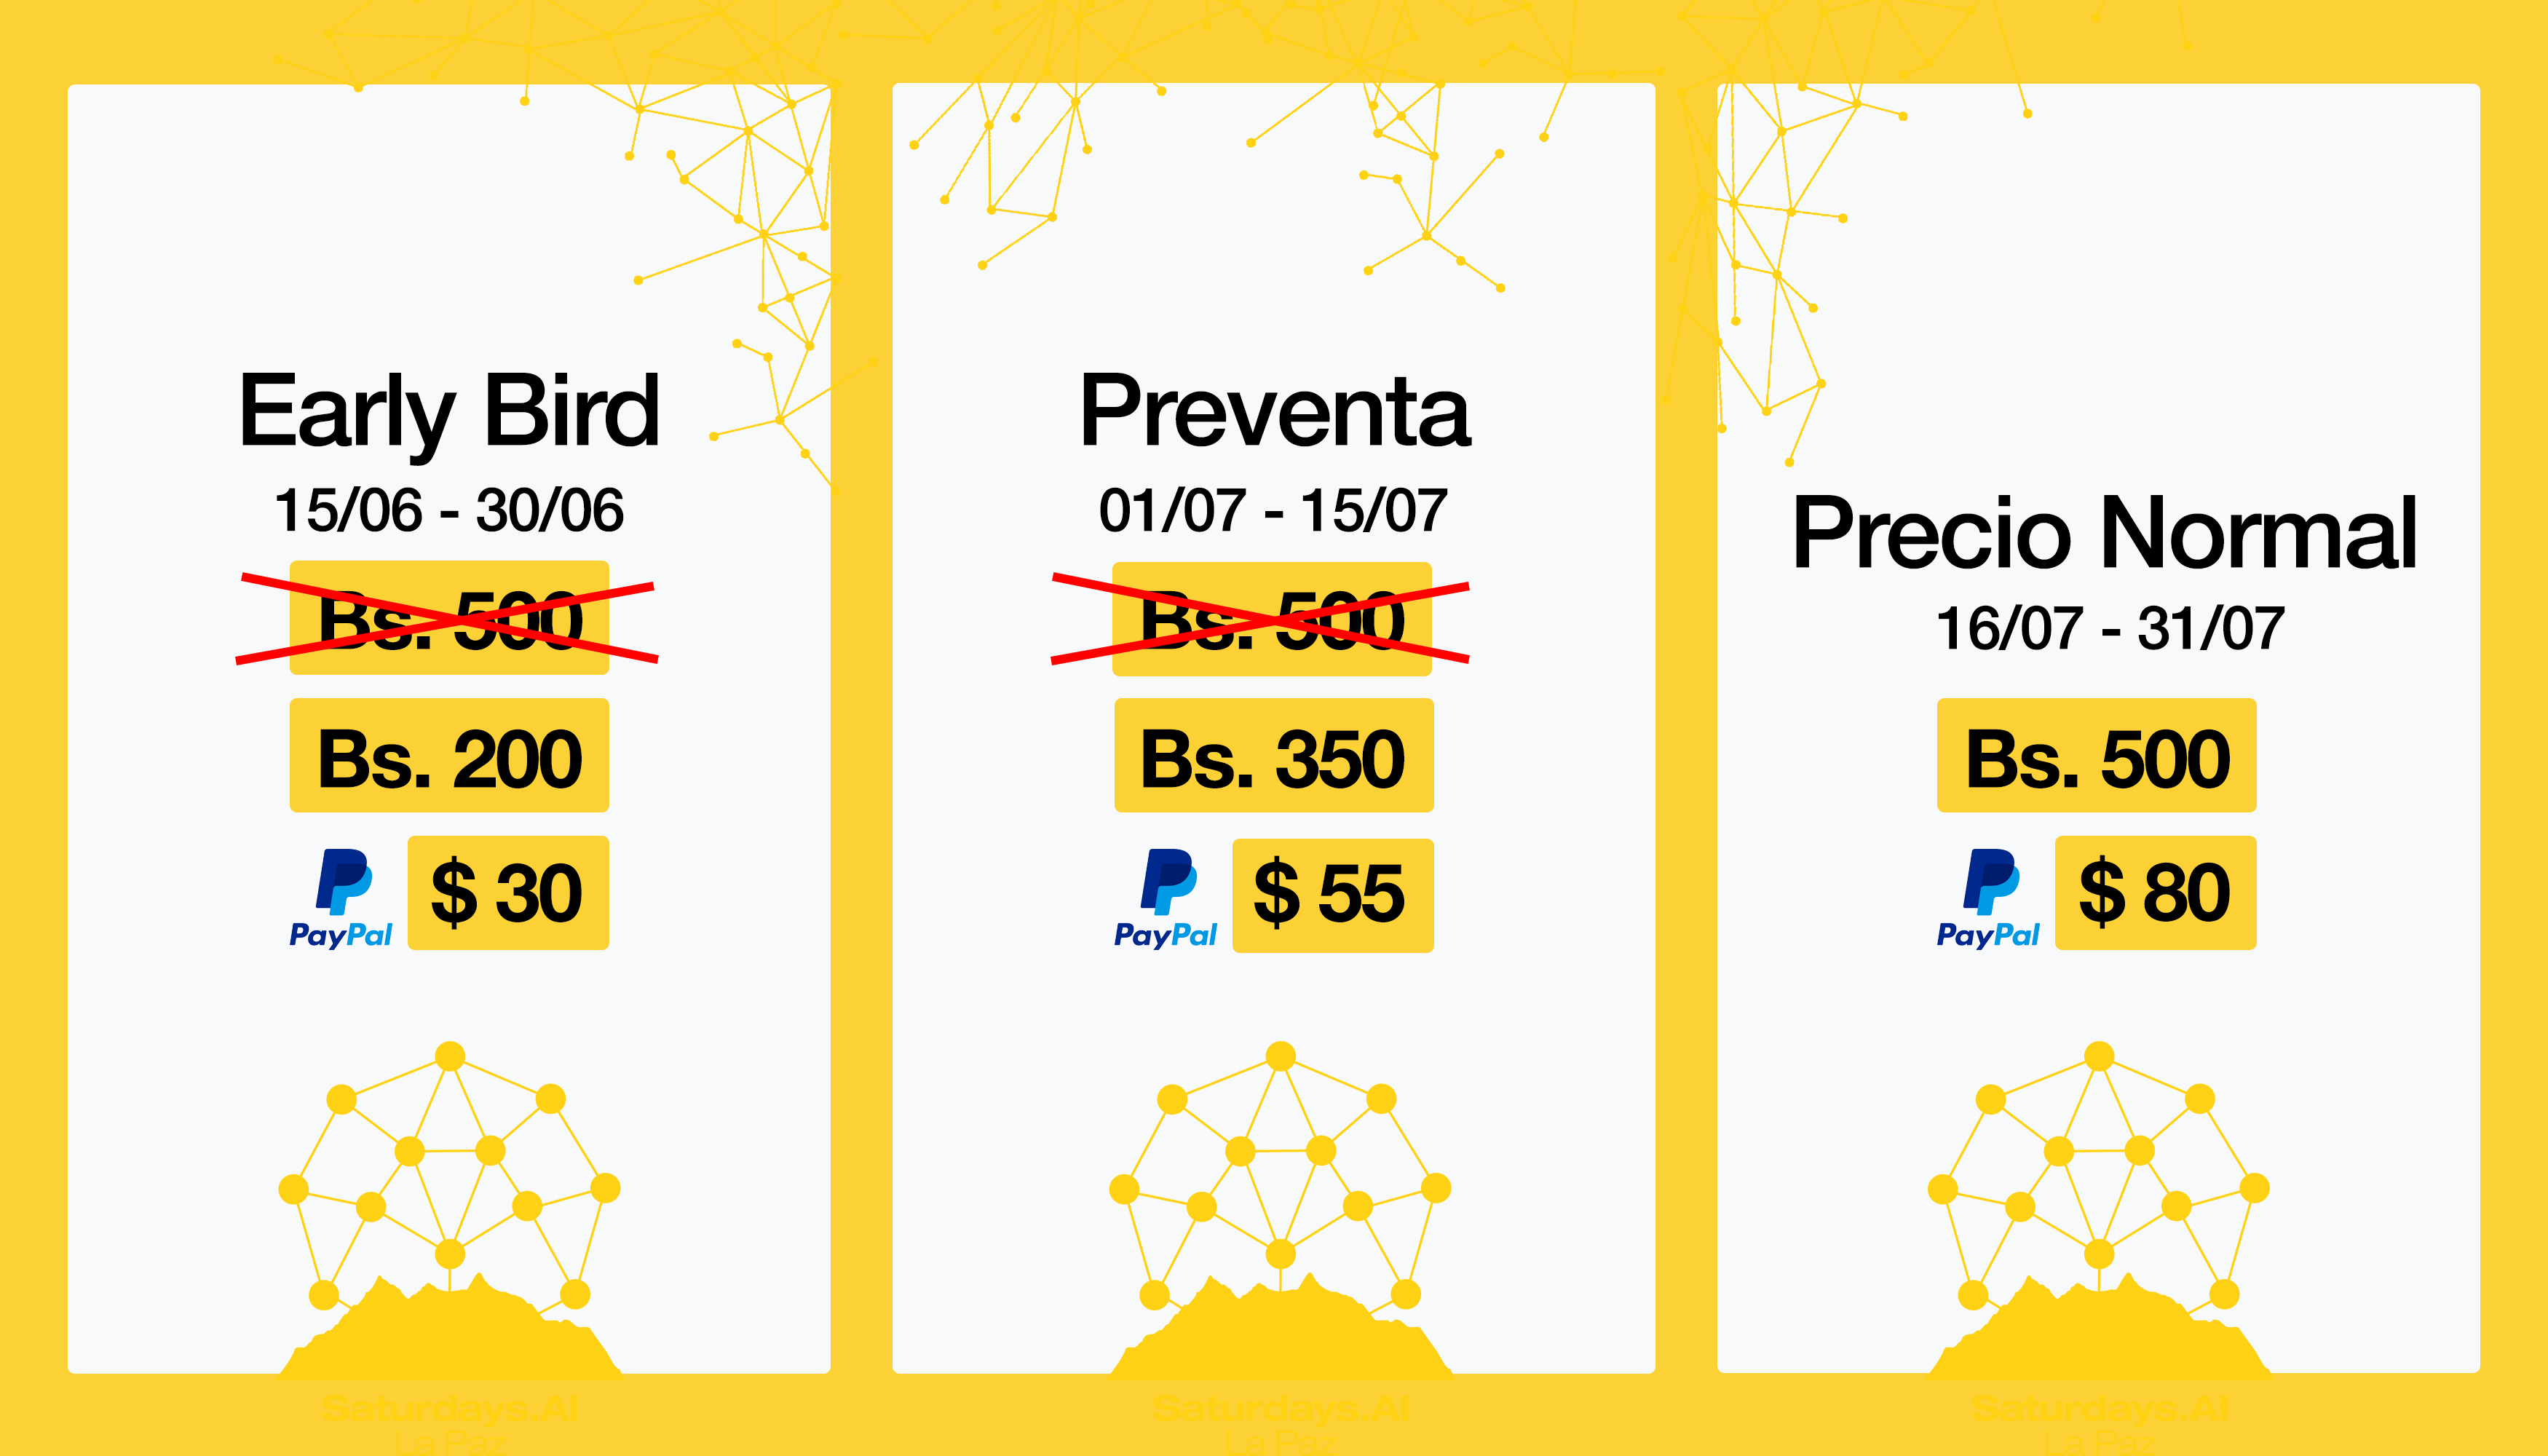 Early Bird
15/06 - 30/06
Bs. 500
Bs. 200
PayPal
$ 30
Saturdays.AI
La Paz
Preventa
01/07 - 15/07
Bs. 500
Bs. 350
PayPal
$ 55
Saturdays.AI
La Paz
Precio Normal
16/07 - 31/07
Bs. 500
PayPal
$ 80
Saturdays.AI
La Paz